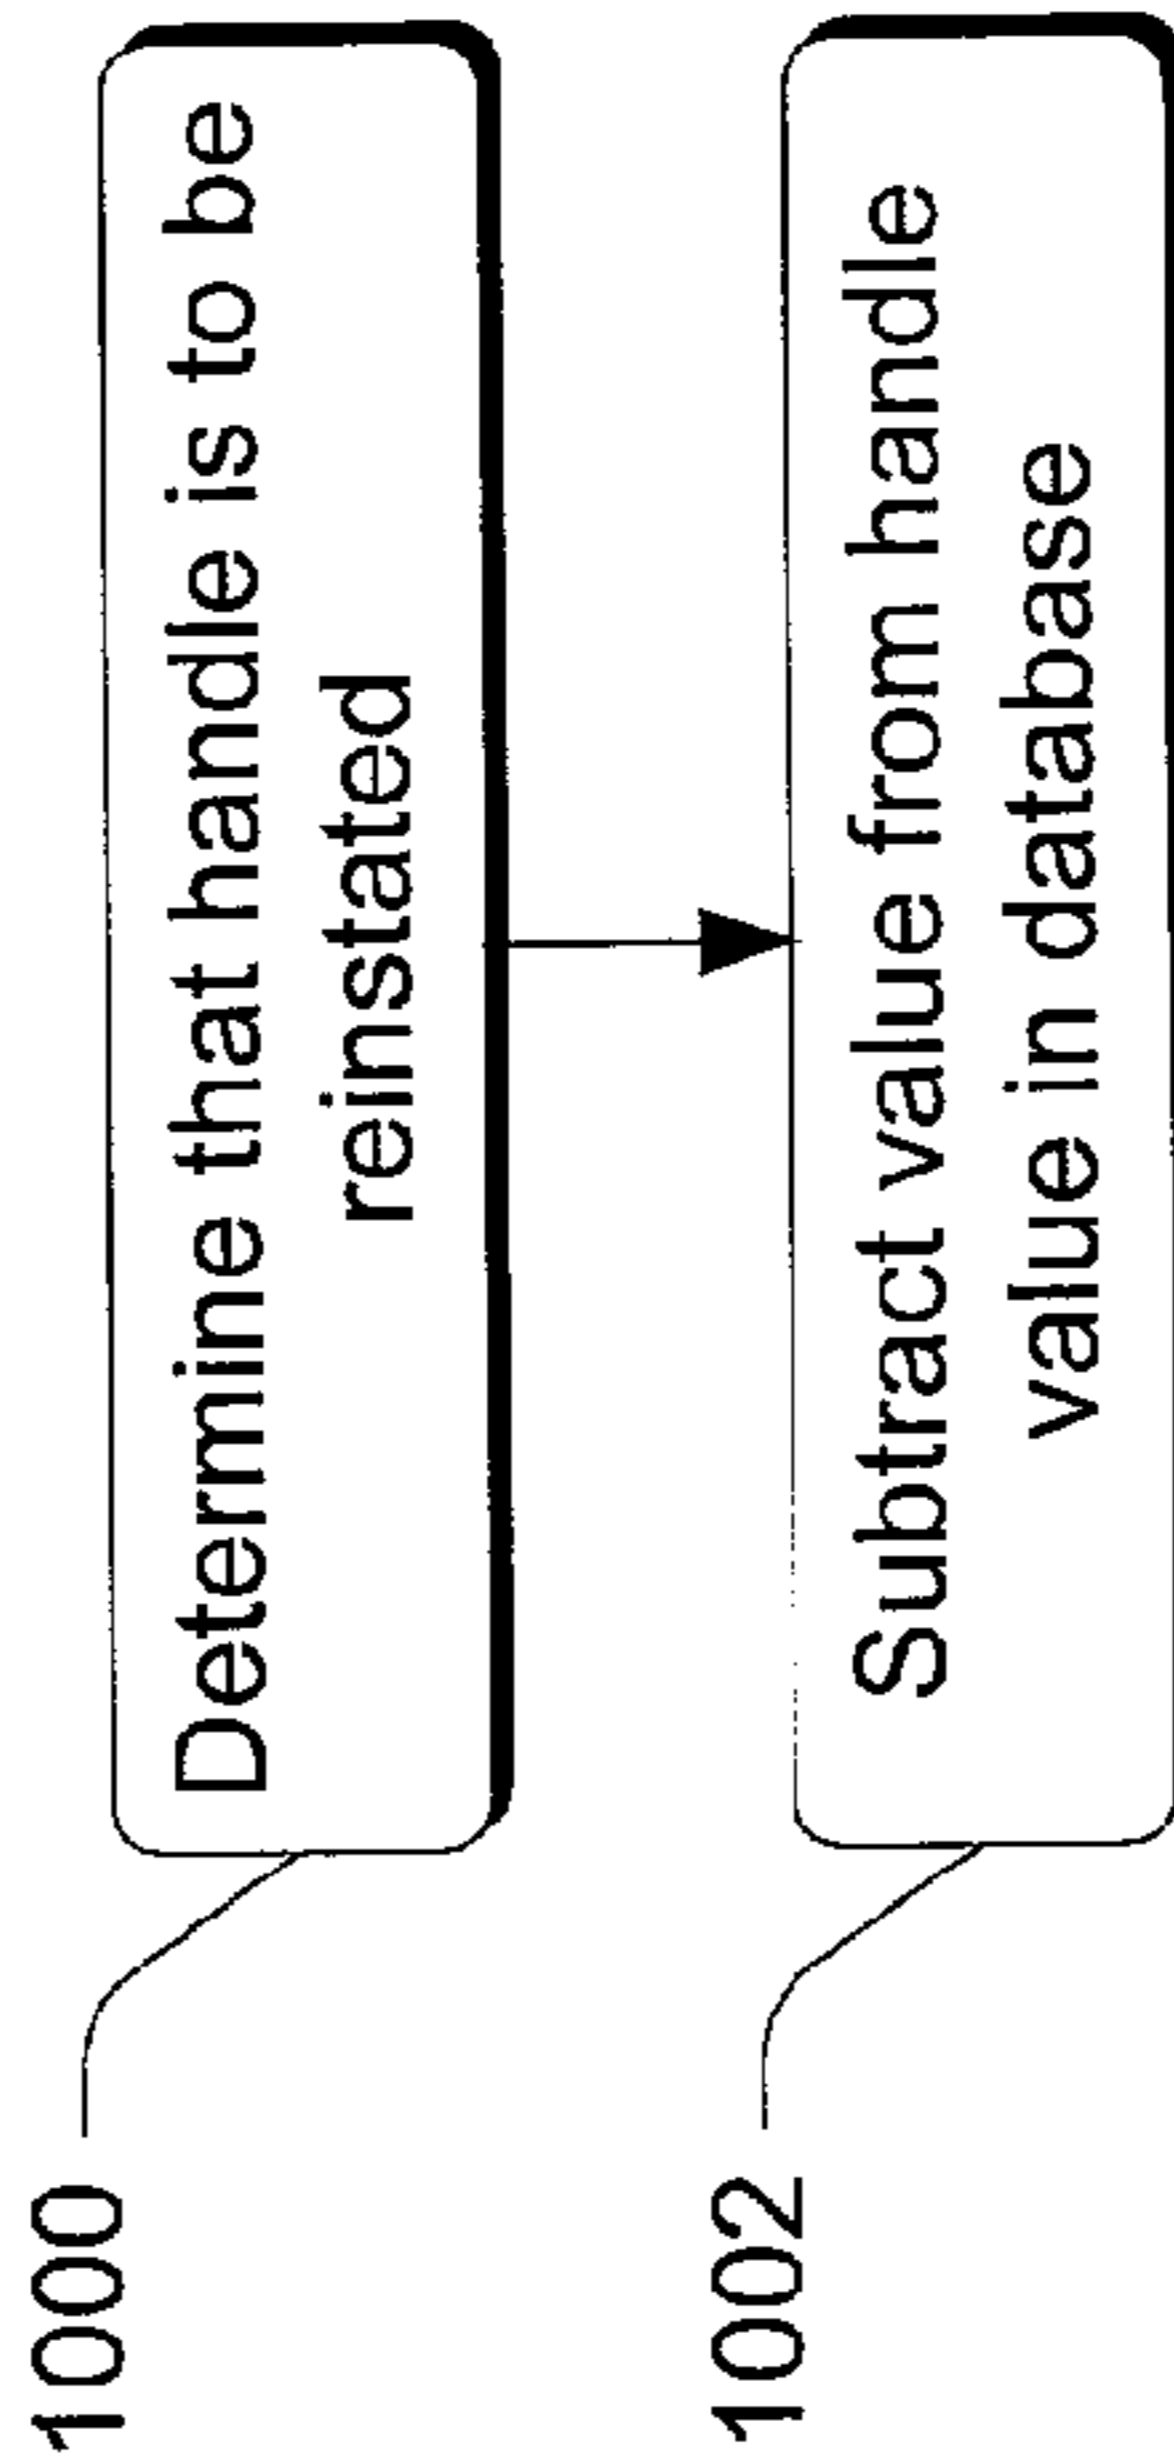 1000
Determine that handle is to be
reinstated
1002
Subtract value from handle
value in database